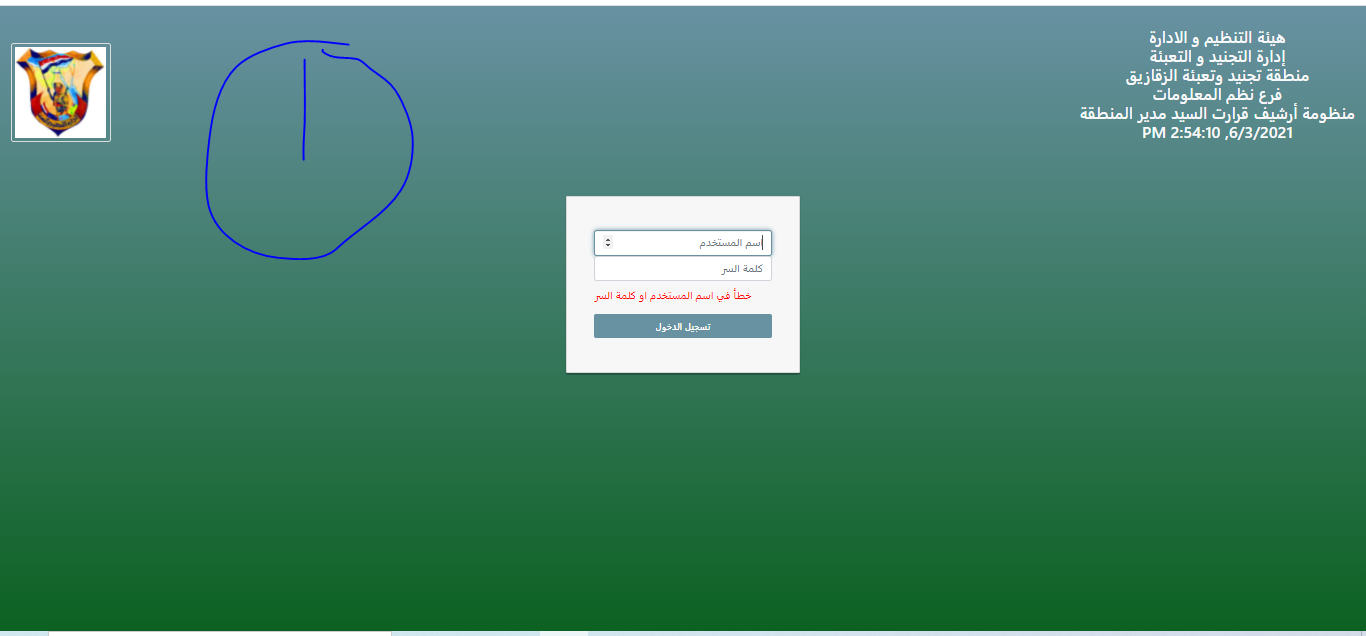 هيئة التنظيم و الادارة
إدارة التجنيد و التعبئة
منطقة تجنيد وتعبئة الزقازيق
فرع نظم المعلومات
منظومة أرشيف قرارت السيد مدير المنطقة
6/3/2021, 2:54:10 PM
1
اسم المستخدم
كلمة السر
خطأ في اسم المستخدم او كلمة السر
تسجيل الدخول